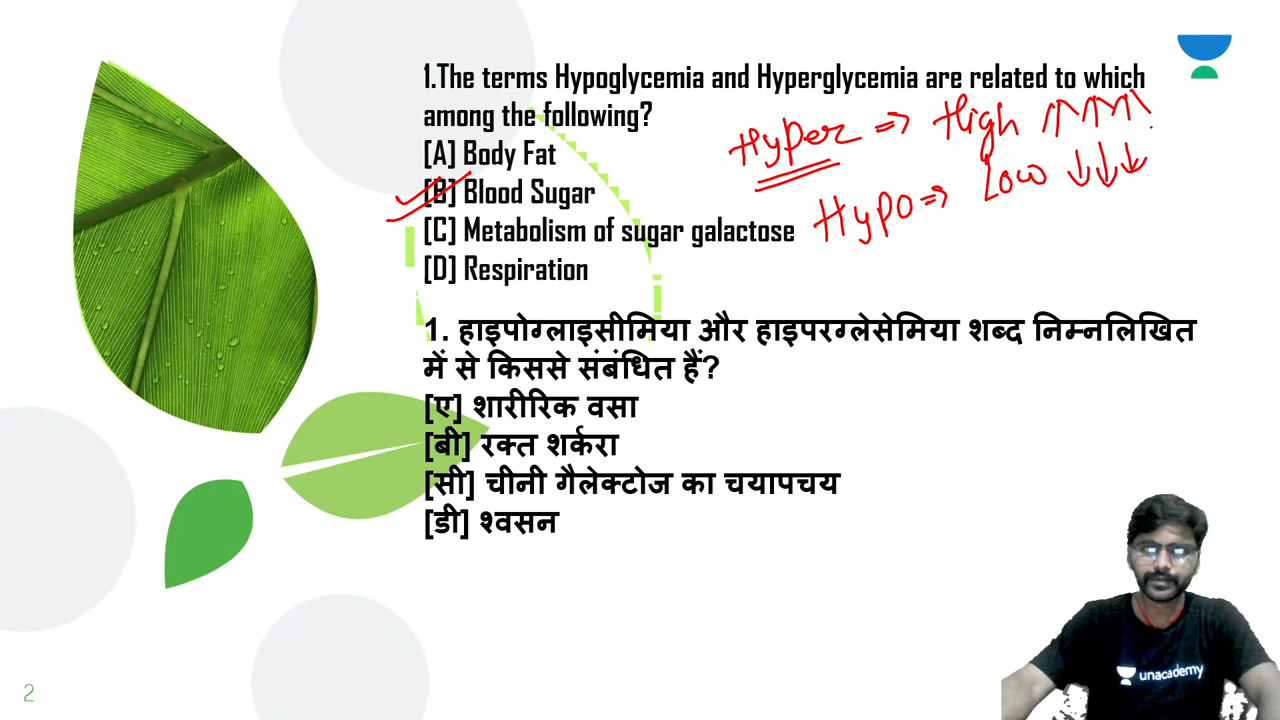 1.The terms Hypoglycemia and Hyperglycemia are related to which
among the following?
[A] Body Fat
[B] Blood Sugar
[C] Metabolism of sugar galactose
[D] Respiration
Hyper => High ↑↑↑↑
Hypo => Low ↓↓↓
1. हाइपोग्लाइसीमिया और हाइपरग्लेसेमिया शब्द निम्नलिखित
में से किससे संबंधित हैं?
[ए] शारीरिक वसा
[बी] रक्त शर्करा
[सी] चीनी गैलेक्टोज का चयापचय
[डी] श्वसन
unacademy
2